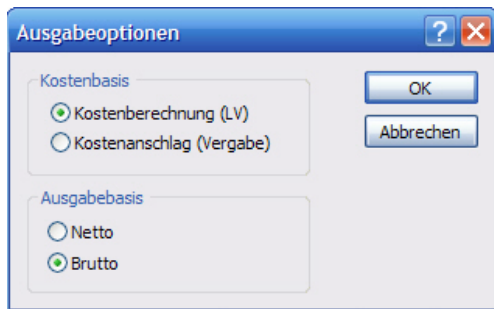 Ausgabeoptionen
?
Kostenbasis
Kostenberechnung (LV)
Kostenanschlag (Vergabe)
OK
Abbrechen
Ausgabebasis
Netto
Brutto